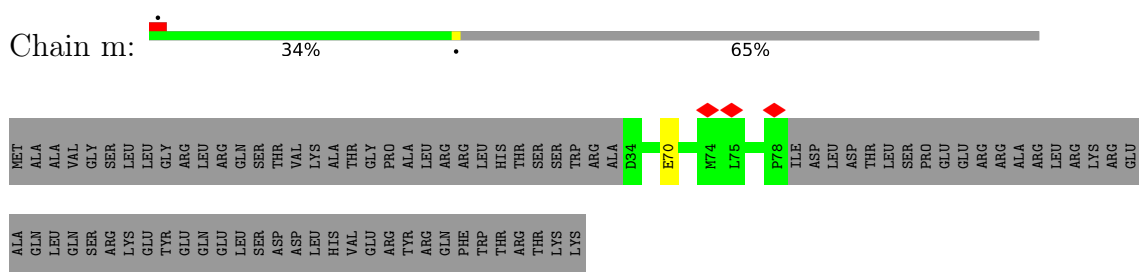 Chain m:
34% 65%
MET ALA ALA VAL GLY SER LEU LEU GLY ARG LEU ARG GLN SER THR VAL LYS ALA THR GLY PRO ALA LEU ARG ARG LEU HIS THR SER SER TRP ARG ALA D34 E70 M74 L75 P78 ILE ASP LEU ASP THR LEU SER PRO GLU GLU ARG ARG ALA ARG LEU ARG LYS ARG GLU
ALA GLN LEU GLN SER ARG LYS GLU TYR GLU GLN GLU LEU SER ASP ASP LEU HIS VAL GLU ARG TYR ARG GLN PHE TRP THR ARG THR LYS LYS